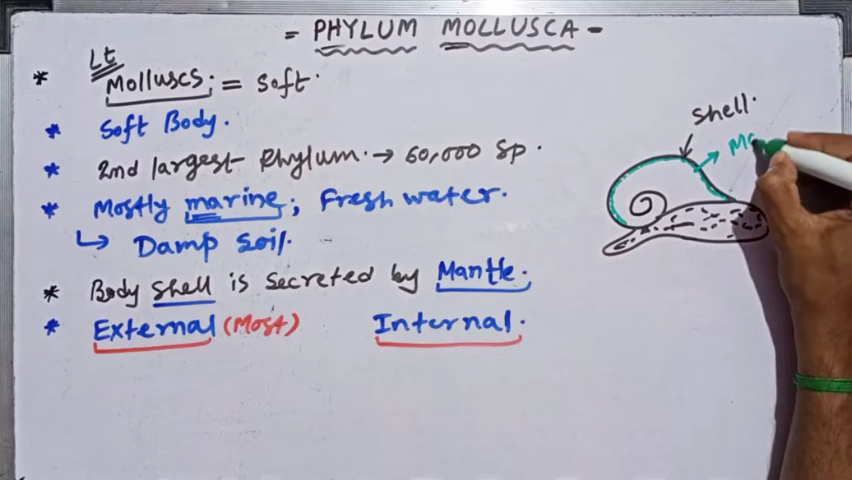 = PHYLUM MOLLUSCA -
Lt
* Molluscs. = Soft.
* Soft Body.
* 2nd largest Phylum. → 60,000 Sp.
* Mostly marine; Fresh water.
↳ Damp Soil.
* Body shell is secreted by Mantle.
* External (Most) Internal.
Shell.
Ma